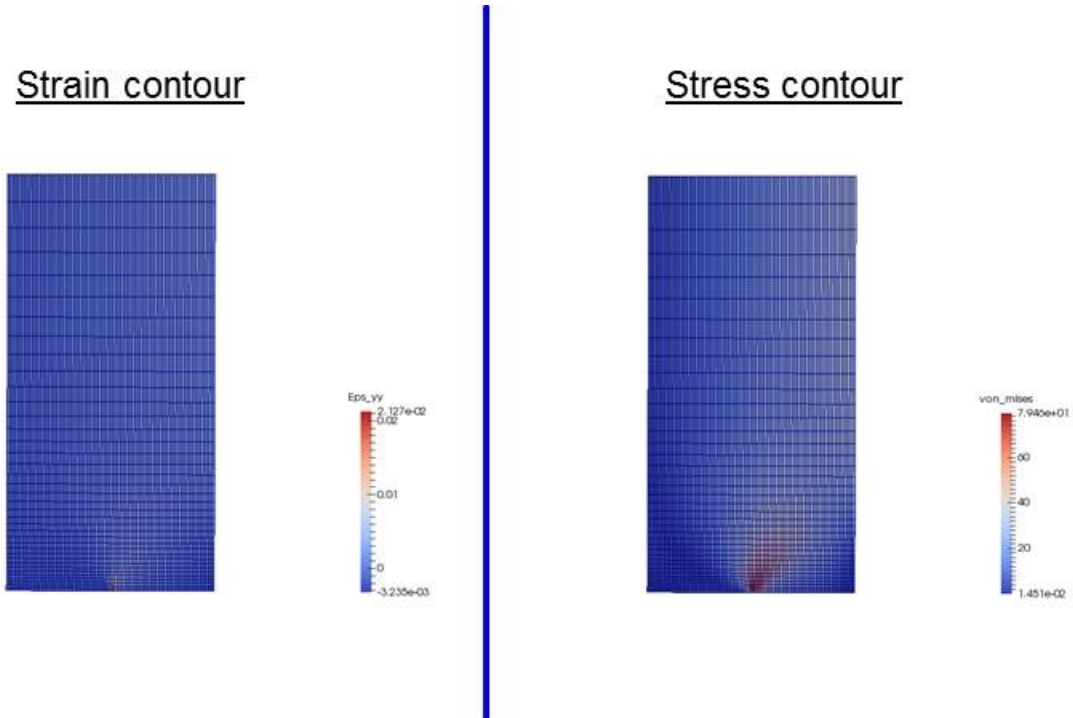 Strain contour
Stress contour
Eps_yy
2.127e-02
0.02
0.01
0
-3.235e-03
von_mises
7.946e+01
60
40
20
1.451e-02